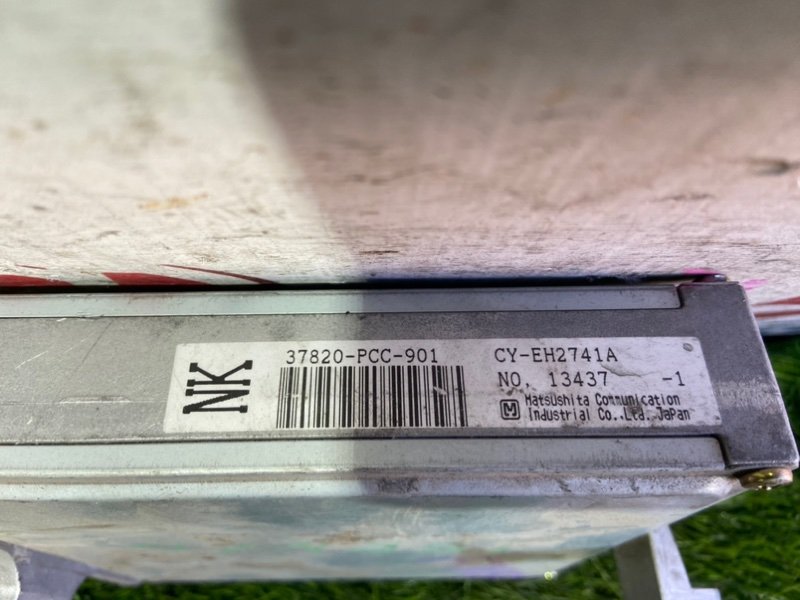 NK
37820-PCC-901
CY-EH2741A
NO. 13437 -1
M Matsushita Communication
Industrial Co.,Ltd. JaPan